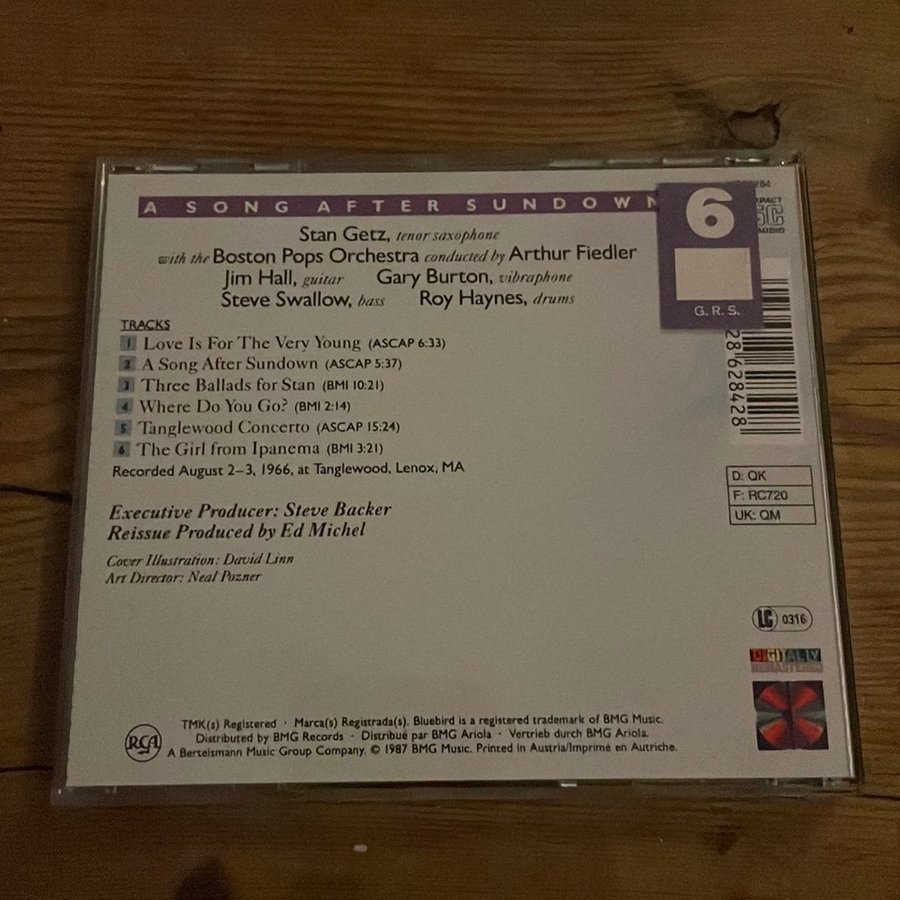 A SONG AFTER SUNDOWN
6
G. R. S.
Stan Getz, tenor saxophone
with the Boston Pops Orchestra conducted by Arthur Fiedler
Jim Hall, guitar Gary Burton, vibraphone
Steve Swallow, bass Roy Haynes, drums
TRACKS
1 Love Is For The Very Young (ASCAP 6:33)
2 A Song After Sundown (ASCAP 5:37)
3 Three Ballads for Stan (BMI 10:21)
4 Where Do You Go? (BMI 2:14)
5 Tanglewood Concerto (ASCAP 15:24)
6 The Girl from Ipanema (BMI 3:21)
Recorded August 2–3, 1966, at Tanglewood, Lenox, MA
Executive Producer: Steve Backer
Reissue Produced by Ed Michel
Cover Illustration: David Linn
Art Director: Neal Pozner
28 628428
D: QK
F: RC720
UK: QM
LC 0316
DIGITALLY
REMASTERED
RCA
TMK(s) Registered · Marca(s) Registrada(s). Bluebird is a registered trademark of BMG Music.
Distributed by BMG Records · Distribué par BMG Ariola · Vertrieb durch BMG Ariola.
A Bertelsmann Music Group Company. © 1987 BMG Music. Printed in Austria/Imprimé en Autriche.